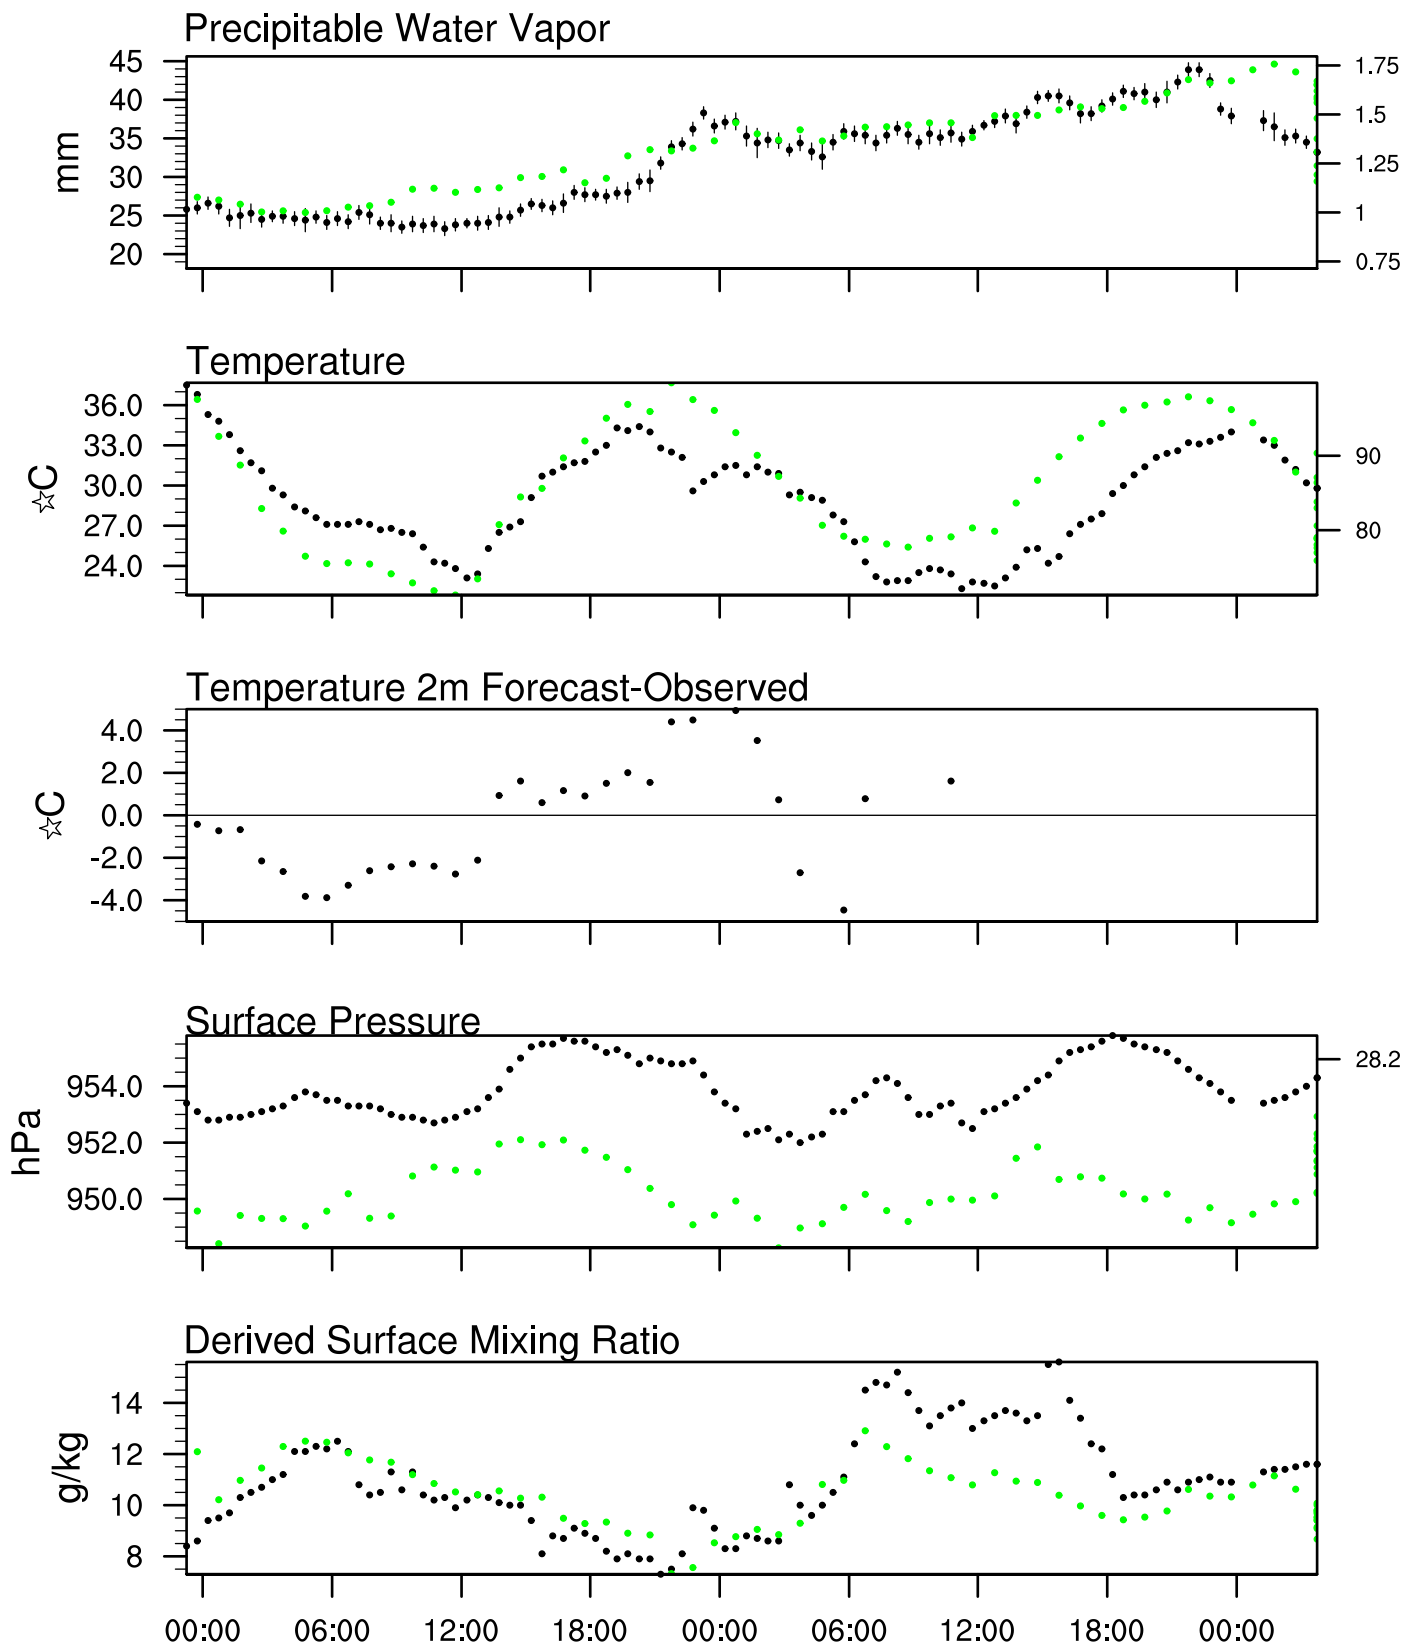 Precipitable Water Vapor
45
40
35
30
25
20
mm
1.75
1.5
1.25
1
0.75
Temperature
36.0
33.0
30.0
27.0
24.0
☆C
90
80
Temperature 2m Forecast-Observed
4.0
2.0
0.0
-2.0
-4.0
☆C
Surface Pressure
954.0
952.0
950.0
hPa
28.2
Derived Surface Mixing Ratio
14
12
10
8
g/kg
00:00 06:00 12:00 18:00 00:00 06:00 12:00 18:00 00:00